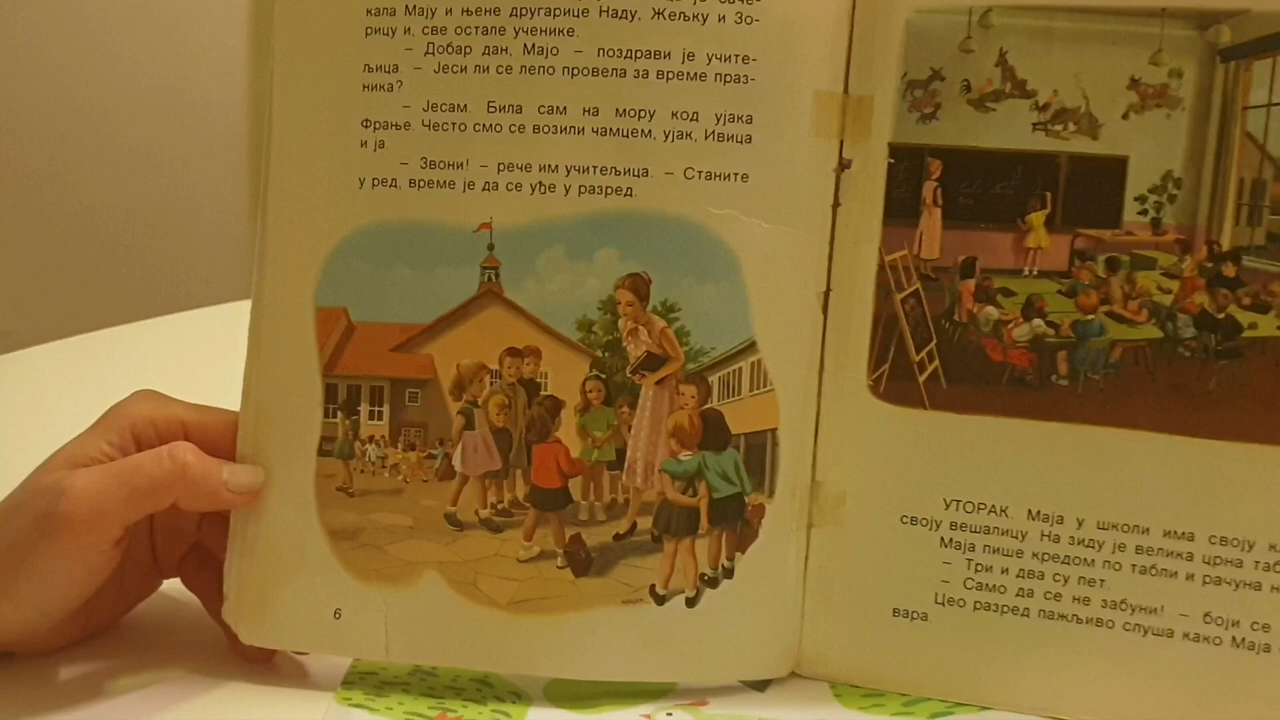 кала Мају и њене другарице Наду, Жељку и Зо-
рицу и, све остале ученике.
– Добар дан, Мајо – поздрави је учите-
љица. – Јеси ли се лепо провела за време праз-
ника?
– Јесам. Била сам на мору код ујака
Фрање. Често смо се возили чамцем, ујак, Ивица
и ја.
– Звони! – рече им учитељица. – Станите
у ред, време је да се уђе у разред.
6
УТОРАК. Маја у школи има своју
своју вешалицу. На зиду је велика црна
Маја пише кредом по табли и рачуна
– Три и два су пет.
– Само да се не забуни! – боји се
Цео разред пажљиво слуша како Маја
вара.